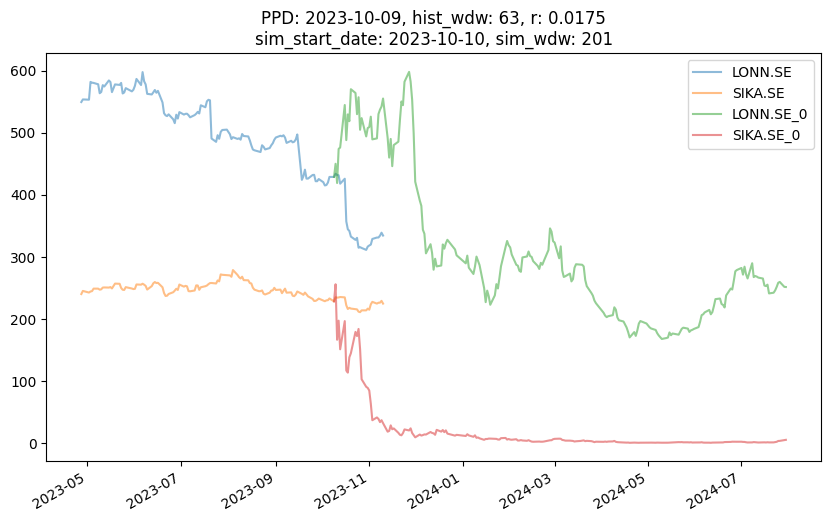 PPD: 2023-10-09, hist_wdw: 63, r: 0.0175
sim_start_date: 2023-10-10, sim_wdw: 201
LONN.SE
SIKA.SE
LONN.SE_0
SIKA.SE_0
600
500
400
300
200
100
0
2023-05
2023-07
2023-09
2023-11
2024-01
2024-03
2024-05
2024-07